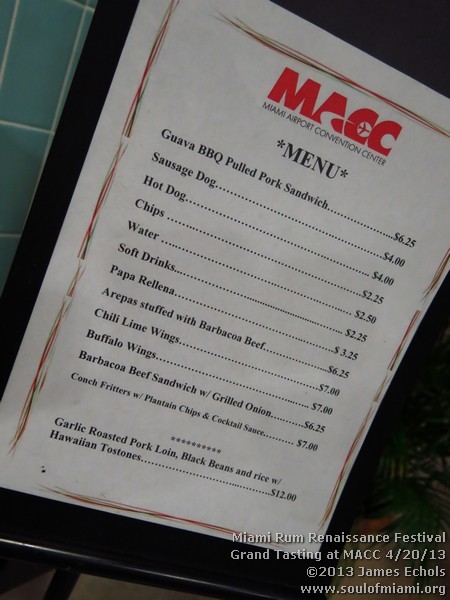 MACC
MIAMI AIRPORT CONVENTION CENTER
*MENU*
Guava BBQ Pulled Pork Sandwich....................$6.25
Sausage Dog..................................................$4.00
Hot Dog......................................................... $4.00
Chips ............................................................$2.25
Water ........................................................... $2.50
Soft Drinks.................................................... $2.25
Papa Rellena.................................................. $ 3.25
Arepas stuffed with Barbacoa Beef..................$6.25
Chili Lime Wings...........................................$7.00
Buffalo Wings................................................ $7.00
Barbacoa Beef Sandwich w/ Grilled Onion..........$6.25
Conch Fritters w/ Plantain Chips & Cocktail Sauce......... $7.00
**********
Garlic Roasted Pork Loin, Black Beans and rice w/
Hawaiian Tostones...............................$12.00
Miami Rum Renaissance Festival
Grand Tasting at MACC 4/20/13
©2013 James Echols
www.soulofmiami.org